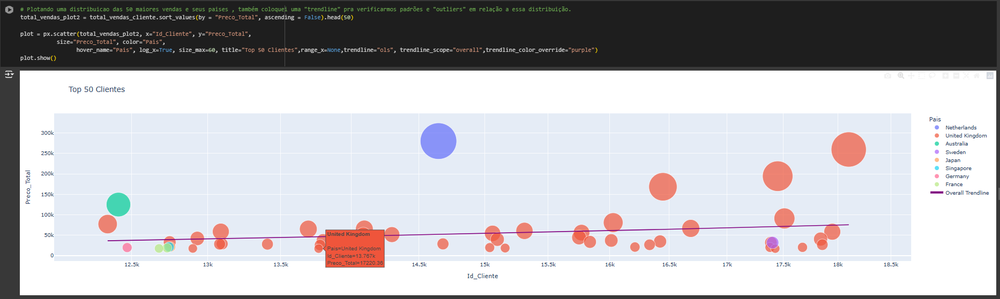 # Plotando uma distribuicao das 50 maiores vendas e seus paises , também coloquei uma "trendline" pra verificarmos padrões e "outliers" em relação a essa distribuição.
total_vendas_plot2 = total_vendas_cliente.sort_values(by = "Preco_Total", ascending = False).head(50)
plot = px.scatter(total_vendas_plot2, x="Id_Cliente", y="Preco_Total",
size="Preco_Total", color="Pais",
hover_name="Pais", log_x=True, size_max=60, title="Top 50 Clientes",range_x=None,trendline="ols", trendline_scope="overall",trendline_color_override="purple")
plot.show()
Top 50 Clientes
Preco_Total
300k
250k
200k
150k
100k
50k
0
United Kingdom
Pais=United Kingdom
Id_Cliente=13.767k
Preco_Total=17220.36
12.5k 13k 13.5k 14.5k 15k 15.5k 16k 16.5k 17k 17.5k 18k 18.5k
Id_Cliente
Pais
Netherlands
United Kingdom
Australia
Sweden
Japan
Singapore
Germany
France
Overall Trendline